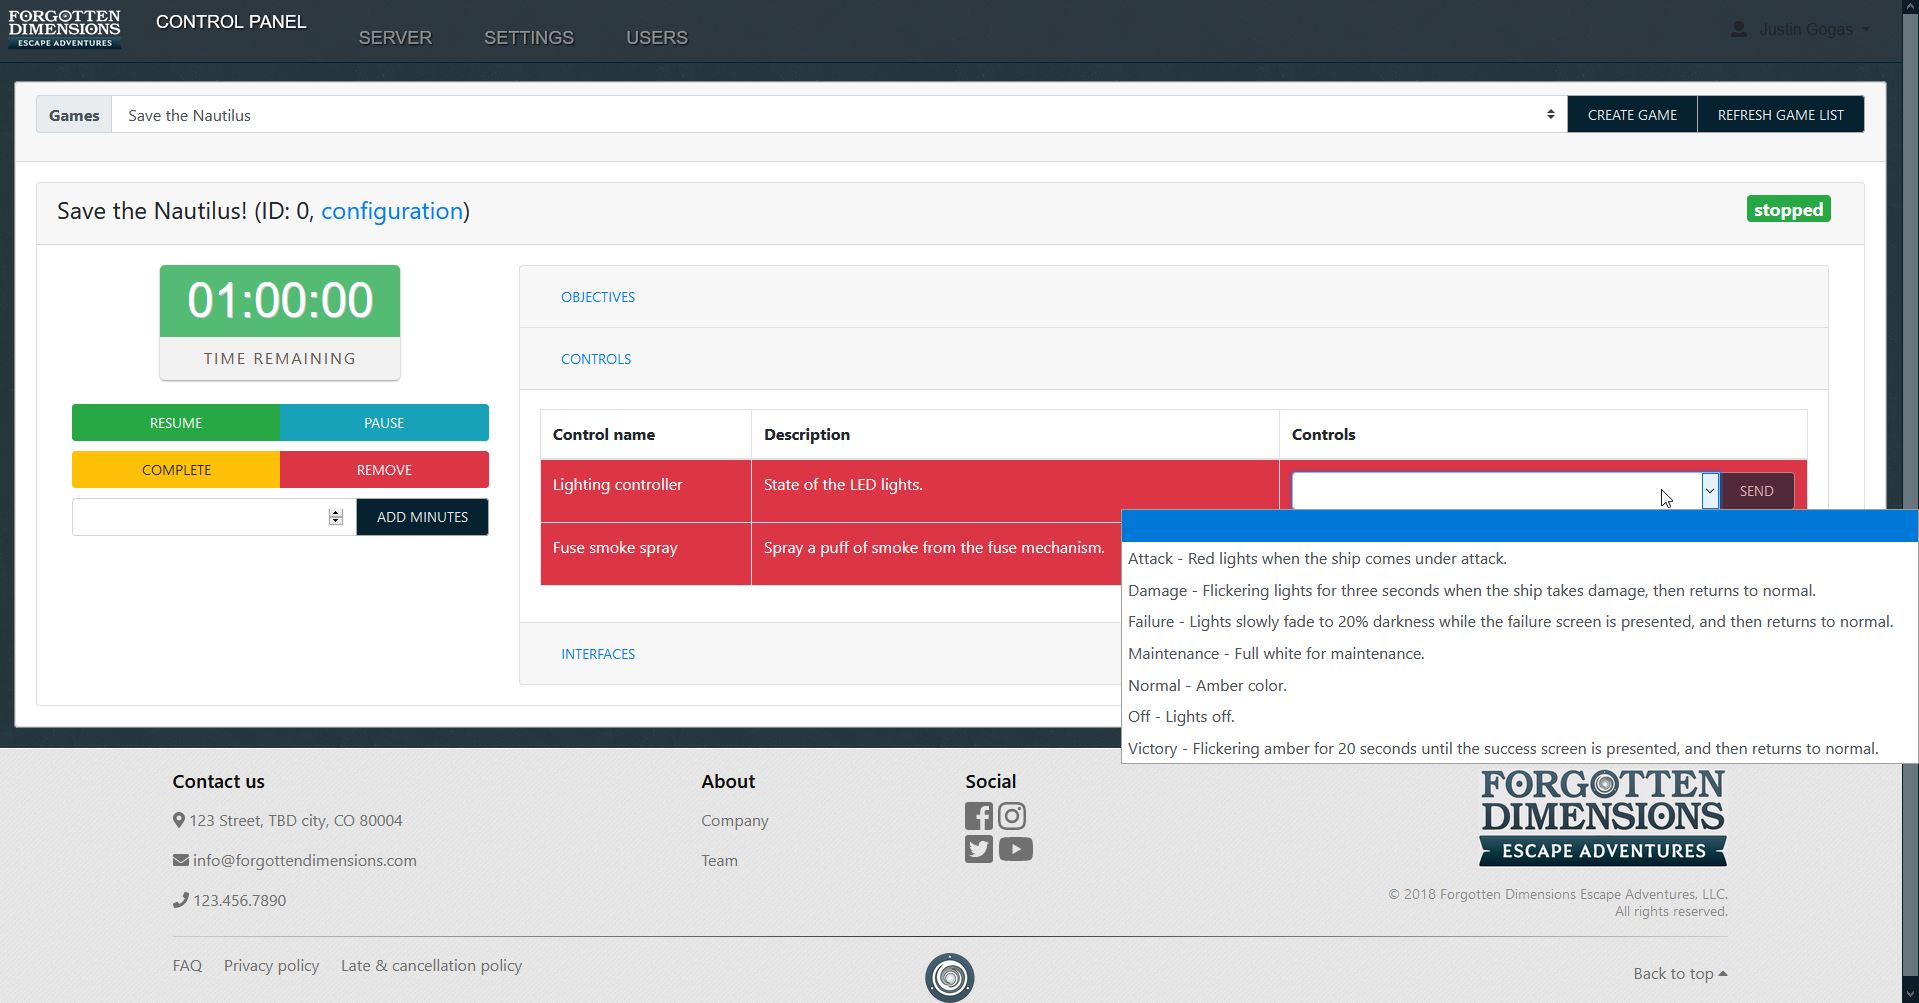 FORGOTTEN
DIMENSIONS
ESCAPE ADVENTURES
CONTROL PANEL
SERVER
SETTINGS
USERS
Justin Gogas
Games
Save the Nautilus
CREATE GAME
REFRESH GAME LIST
Save the Nautilus! (ID: 0, configuration)
stopped
01:00:00
TIME REMAINING
RESUME
PAUSE
COMPLETE
REMOVE
ADD MINUTES
OBJECTIVES
CONTROLS
Control name
Description
Controls
Lighting controller
State of the LED lights.
SEND
Fuse smoke spray
Spray a puff of smoke from the fuse mechanism.
Attack - Red lights when the ship comes under attack.
Damage - Flickering lights for three seconds when the ship takes damage, then returns to normal.
Failure - Lights slowly fade to 20% darkness while the failure screen is presented, and then returns to normal.
Maintenance - Full white for maintenance.
Normal - Amber color.
Off - Lights off.
Victory - Flickering amber for 20 seconds until the success screen is presented, and then returns to normal.
INTERFACES
Contact us
123 Street, TBD city, CO 80004
info@forgottendimensions.com
123.456.7890
About
Company
Team
Social
FORGOTTEN
DIMENSIONS
ESCAPE ADVENTURES
© 2018 Forgotten Dimensions Escape Adventures, LLC.
All rights reserved.
FAQ
Privacy policy
Late & cancellation policy
Back to top